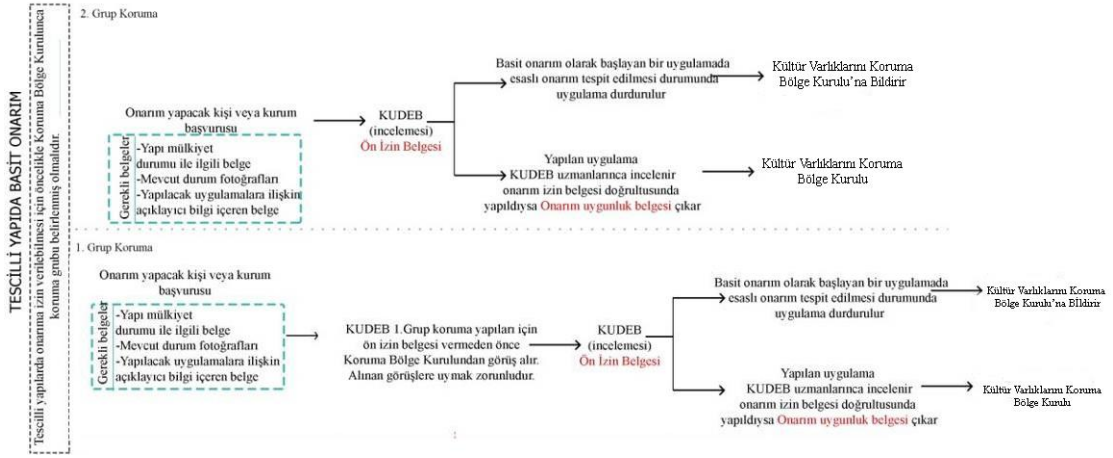 TESCİLLİ YAPIDA BASİT ONARIM
Tescilli yapılarda onarıma izin verilebilmesi için öncelikle Koruma Bölge Kurulunca
koruma grubu belirlenmiş olmalıdır.
2. Grup Koruma
Onarım yapacak kişi veya kurum
başvurusu
Gerekli belgeler
-Yapı mülkiyet
durumu ile ilgili belge
-Mevcut durum fotoğrafları
-Yapılacak uygulamalara ilişkin
açıklayıcı bilgi içeren belge
KUDEB
(incelemesi)
Ön İzin Belgesi
Basit onarım olarak başlayan bir uygulamada
esaslı onarım tespit edilmesi durumunda
uygulama durdurulur
Kültür Varlıklarını Koruma
Bölge Kurulu’na Bildirir
Yapılan uygulama
KUDEB uzmanlarınca incelenir
onarım izin belgesi doğrultusunda
yapıldıysa Onarım uygunluk belgesi çıkar
Kültür Varlıklarını Koruma
Bölge Kurulu
1. Grup Koruma
Onarım yapacak kişi veya kurum
başvurusu
Gerekli belgeler
-Yapı mülkiyet
durumu ile ilgili belge
-Mevcut durum fotoğrafları
-Yapılacak uygulamalara ilişkin
açıklayıcı bilgi içeren belge
KUDEB 1.Grup koruma yapıları için
ön izin belgesi vermeden önce
Koruma Bölge Kurulundan görüş alır.
Alınan görüşlere uymak zorunludur.
KUDEB
(incelemesi)
Ön İzin Belgesi
Basit onarım olarak başlayan bir uygulamada
esaslı onarım tespit edilmesi durumunda
uygulama durdurulur
Kültür Varlıklarını Koruma
Bölge Kurulu’na Bİldirir
Yapılan uygulama
KUDEB uzmanlarınca incelenir
onarım izin belgesi doğrultusunda
yapıldıysa Onarım uygunluk belgesi çıkar
Kültür Varlıklarını Koruma
Bölge Kurulu